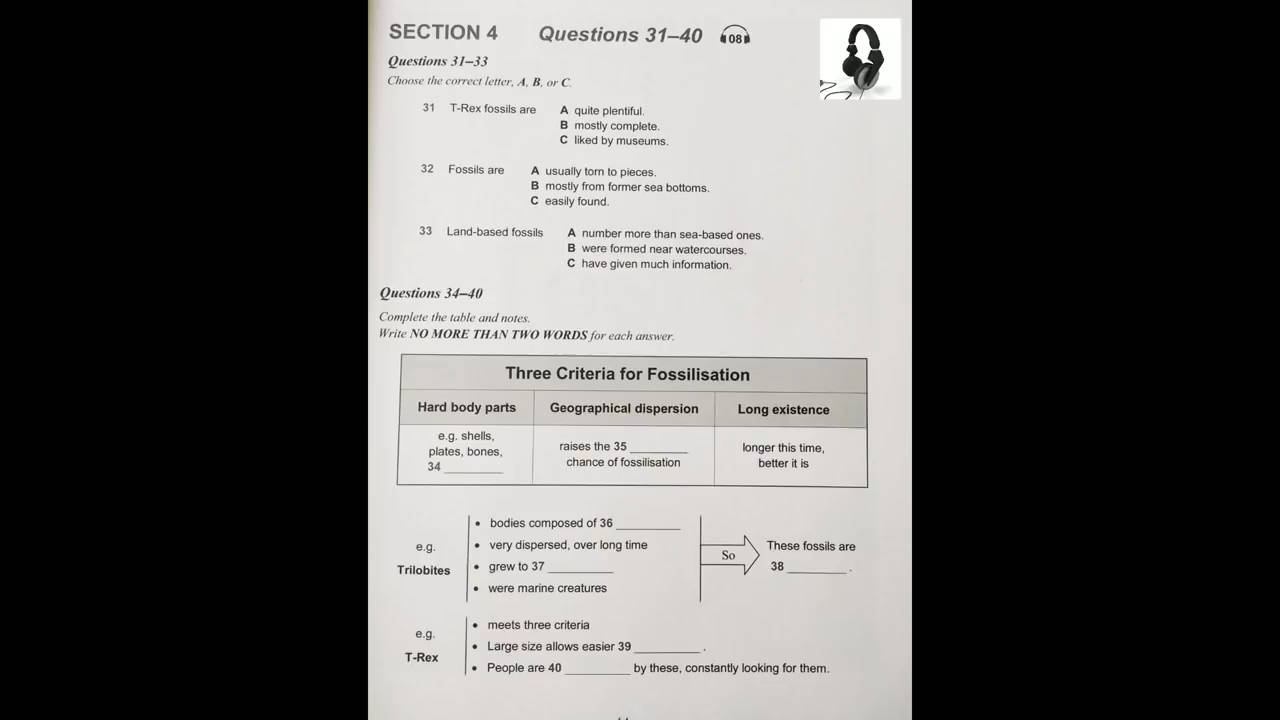 SECTION 4 Questions 31–40 08
Questions 31–33
Choose the correct letter, A, B, or C.
31 T-Rex fossils are A quite plentiful.
B mostly complete.
C liked by museums.
32 Fossils are A usually torn to pieces.
B mostly from former sea bottoms.
C easily found.
33 Land-based fossils A number more than sea-based ones.
B were formed near watercourses.
C have given much information.
Questions 34–40
Complete the table and notes.
Write NO MORE THAN TWO WORDS for each answer.
Three Criteria for Fossilisation
Hard body parts Geographical dispersion Long existence
e.g. shells,
plates, bones,
34 __________
raises the 35 __________
chance of fossilisation
longer this time,
better it is
e.g.
Trilobites
• bodies composed of 36 __________
• very dispersed, over long time
• grew to 37 __________
• were marine creatures
So
These fossils are
38 __________ .
e.g.
T-Rex
• meets three criteria
• Large size allows easier 39 __________ .
• People are 40 __________ by these, constantly looking for them.